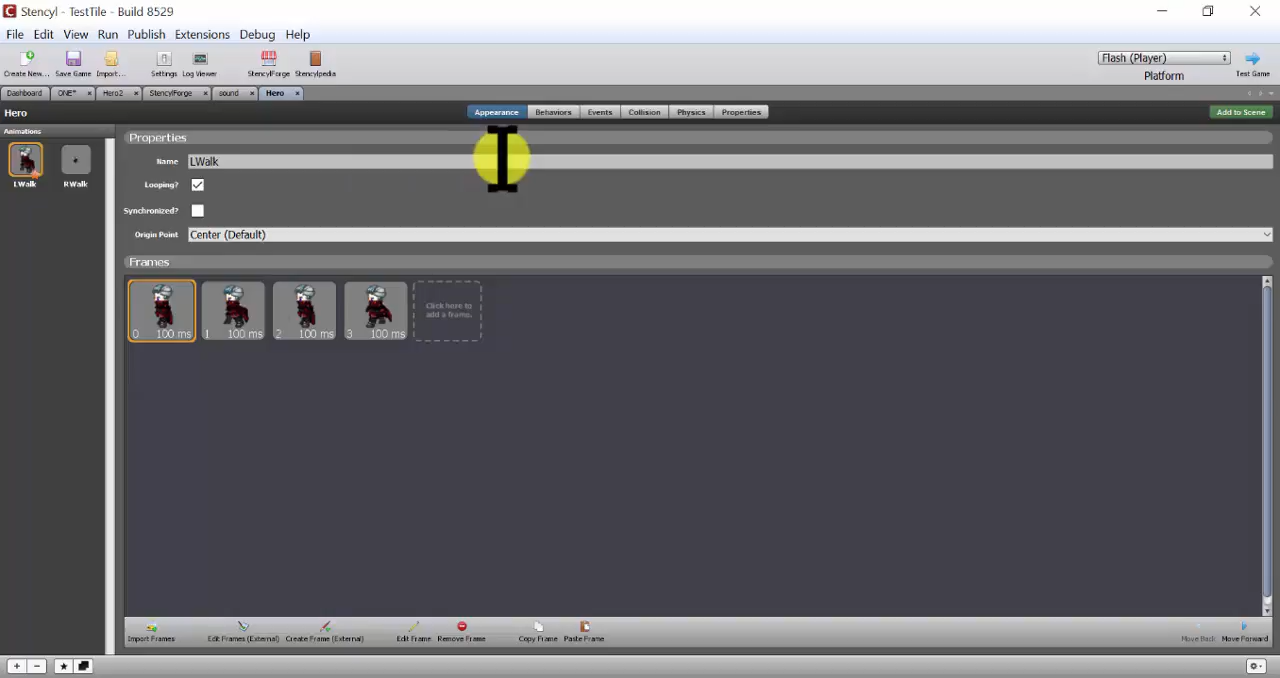 Stencyl - TestTile - Build 8529
File Edit View Run Publish Extensions Debug Help
Create New... Save Game Import... Settings Log Viewer StencylForge Stencylpedia
Flash (Player)
Platform
Test Game
Dashboard ONE* Hero2 StencylForge sound Hero
Hero
Appearance Behaviors Events Collision Physics Properties
Add to Scene
Animations
LWalk RWalk
Properties
Name LWalk
Looping?
Synchronized?
Origin Point Center (Default)
Frames
0 100 ms 1 100 ms 2 100 ms 3 100 ms
Click here to
add a frame.
Import Frames Edit Frames (External) Create Frame (External) Edit Frame Remove Frame Copy Frame Paste Frame Move Back Move Forward